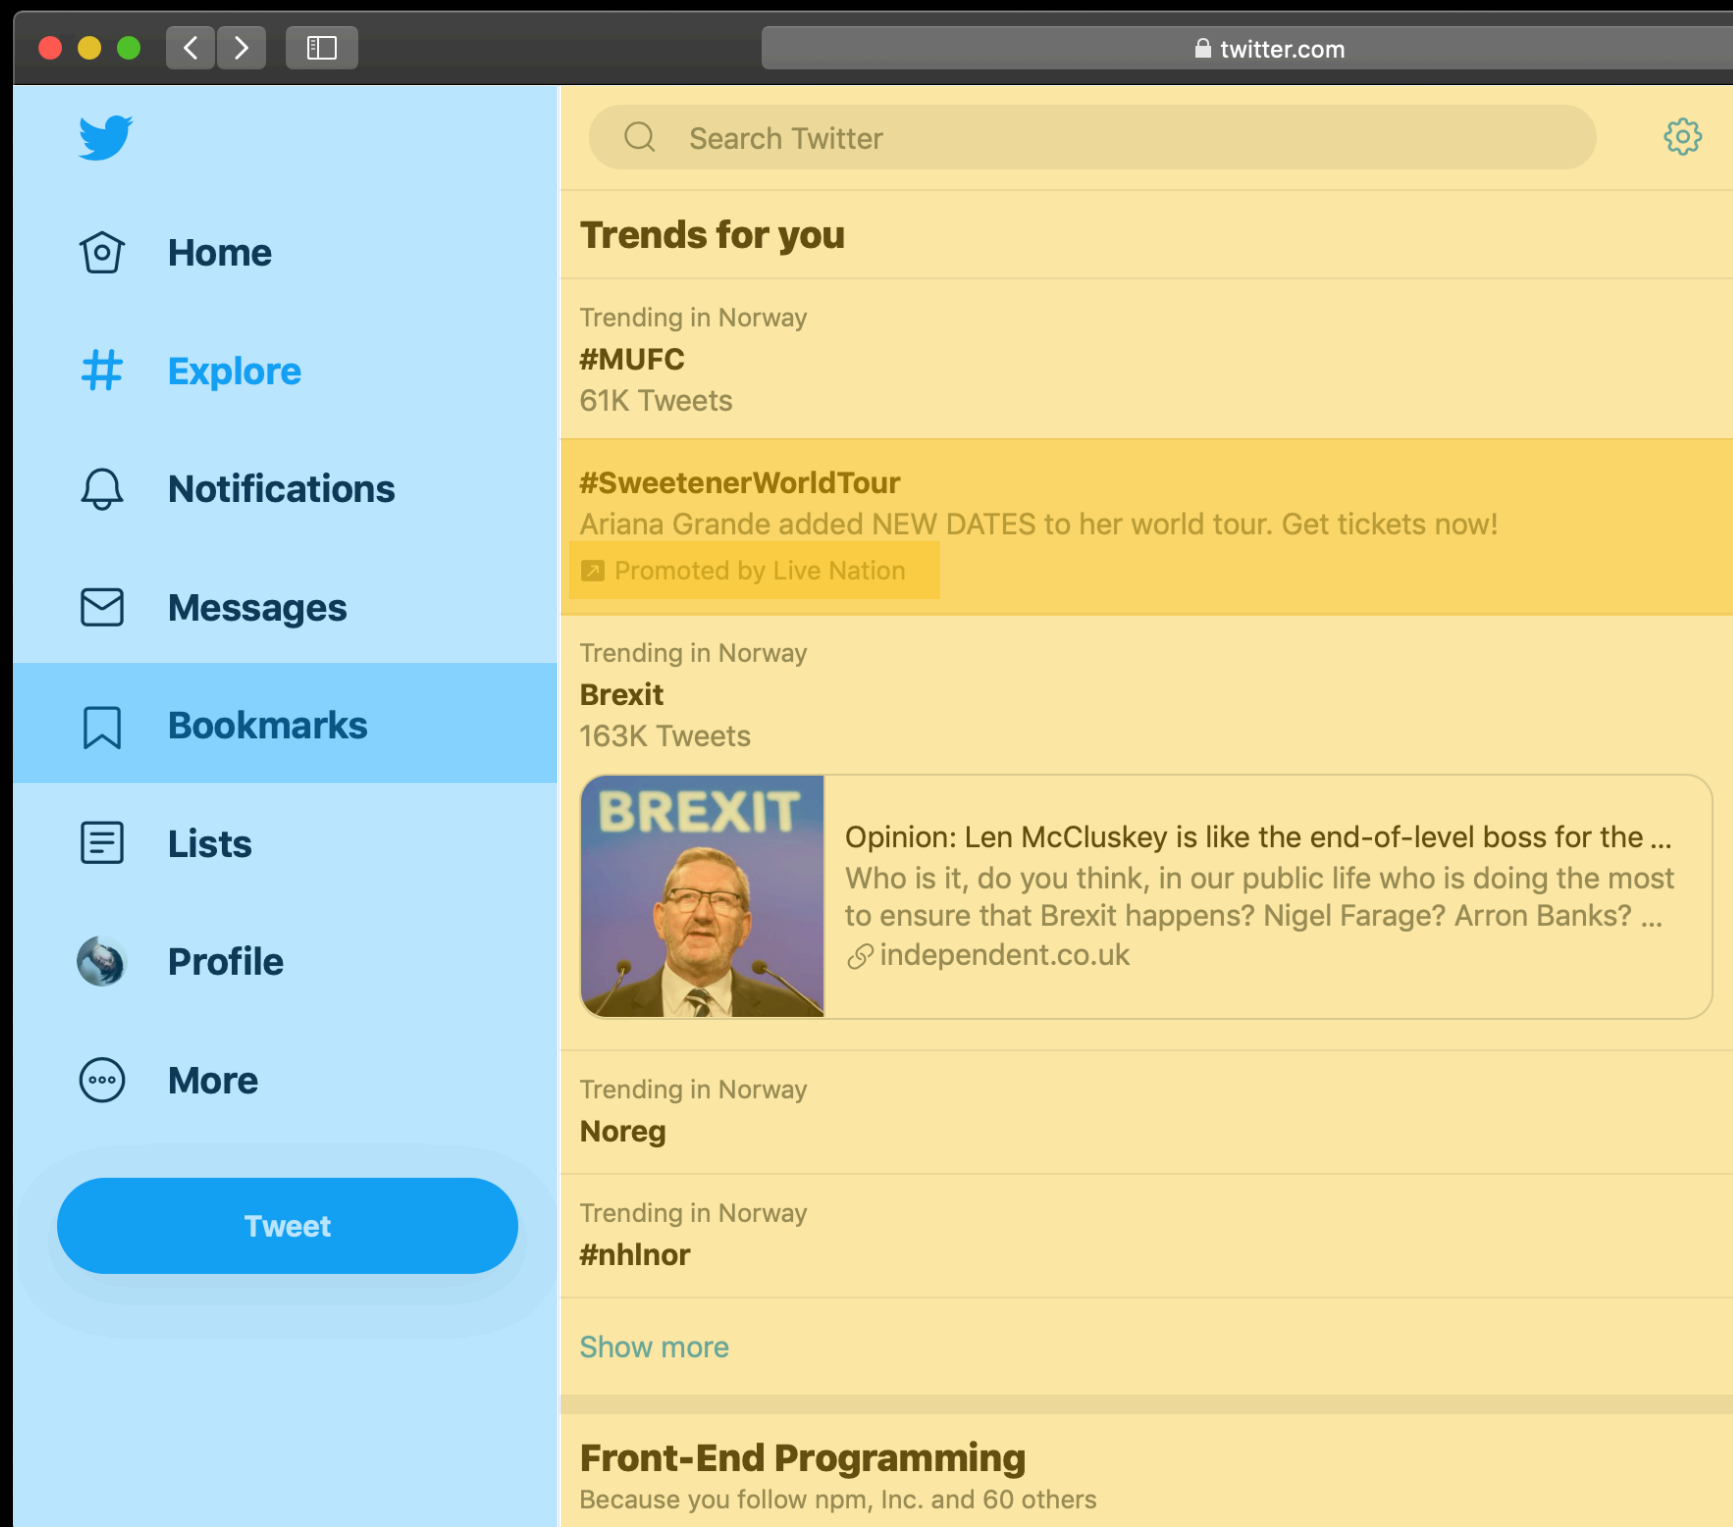 twitter.com
Home
Explore
Notifications
Messages
Bookmarks
Lists
Profile
More
Tweet
Search Twitter
Trends for you
Trending in Norway
#MUFC
61K Tweets
#SweetenerWorldTour
Ariana Grande added NEW DATES to her world tour. Get tickets now!
Promoted by Live Nation
Trending in Norway
Brexit
163K Tweets
BREXIT
Opinion: Len McCluskey is like the end-of-level boss for the ...
Who is it, do you think, in our public life who is doing the most
to ensure that Brexit happens? Nigel Farage? Arron Banks? ...
independent.co.uk
Trending in Norway
Noreg
Trending in Norway
#nhlnor
Show more
Front-End Programming
Because you follow npm, Inc. and 60 others